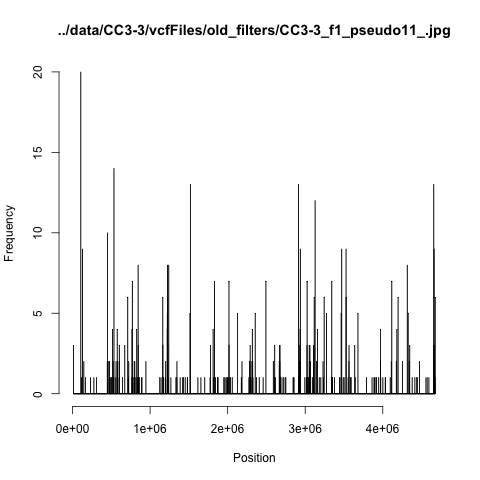 ../data/CC3-3/vcfFiles/old_filters/CC3-3_f1_pseudo11_.jpg
Frequency
20
15
10
5
0
0e+00 1e+06 2e+06 3e+06 4e+06
Position